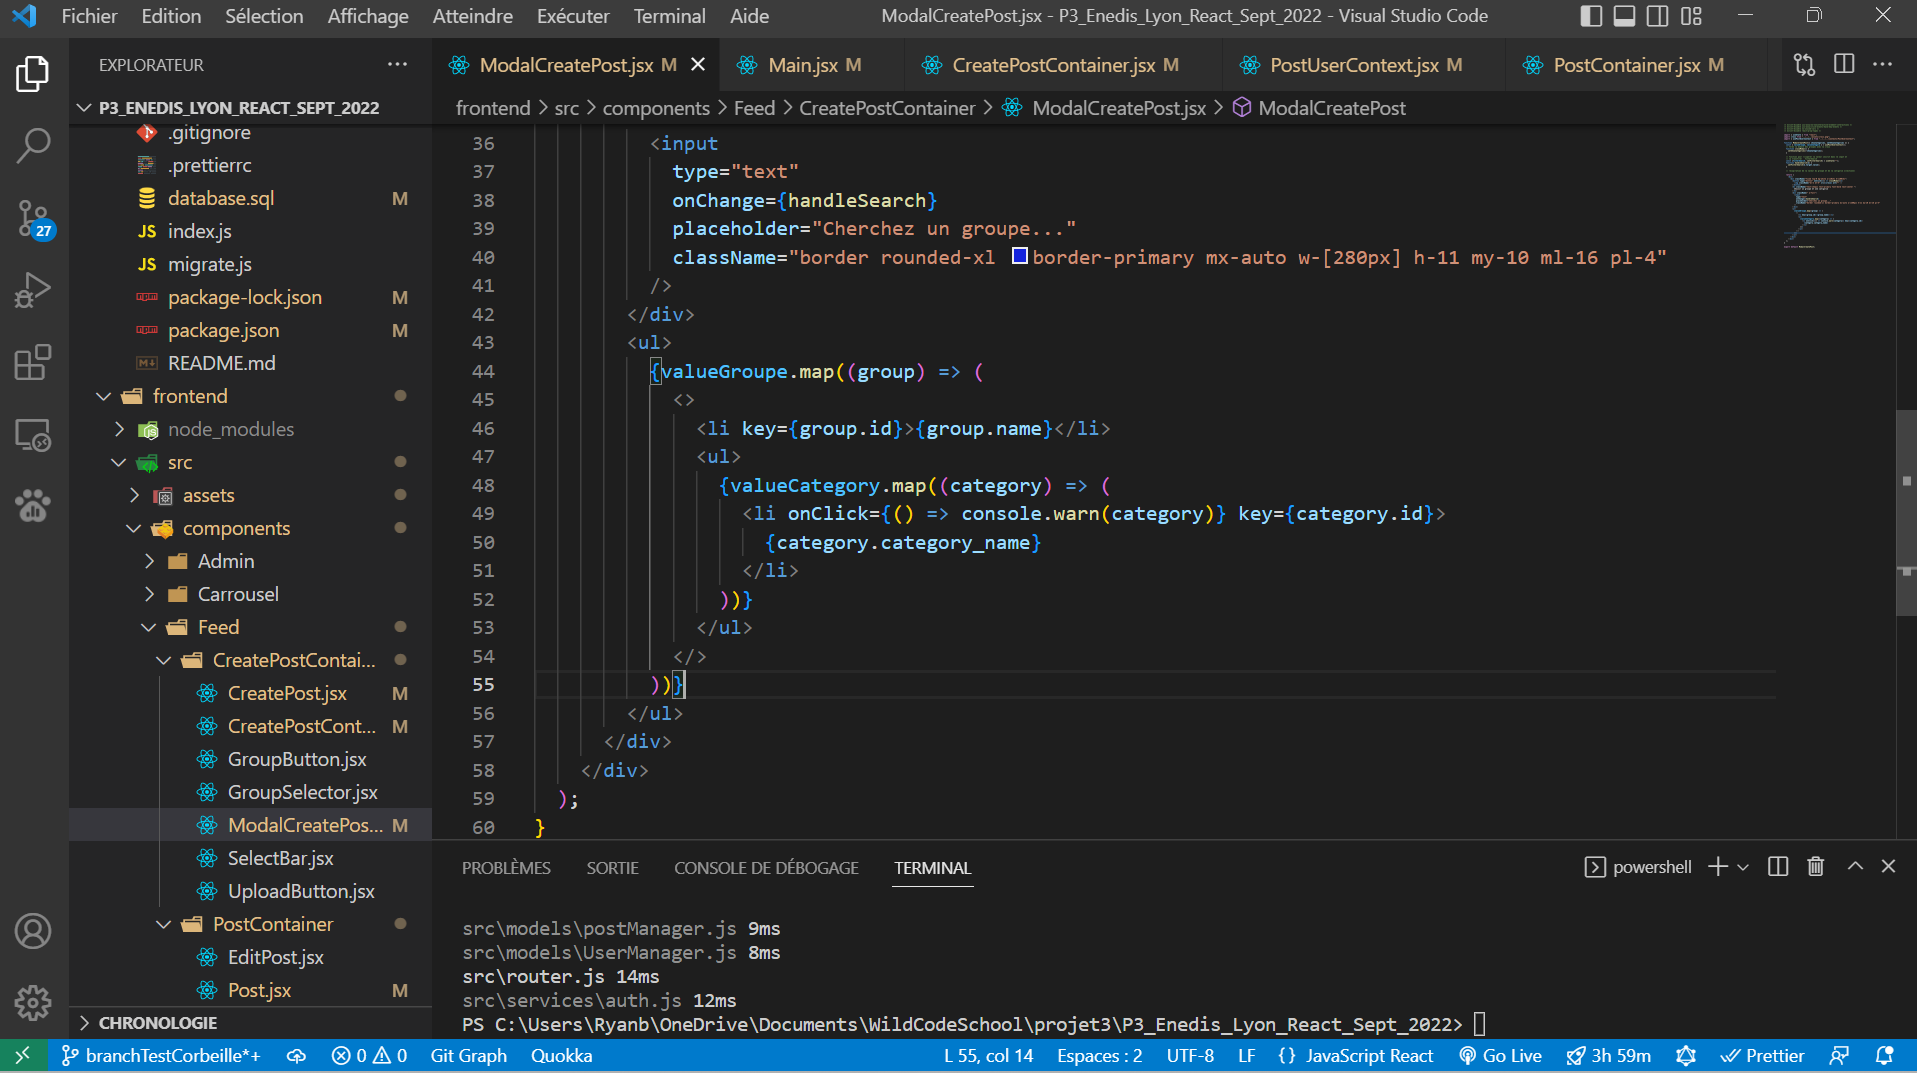 Fichier Edition Sélection Affichage Atteindre Exécuter Terminal Aide ModalCreatePost.jsx - P3_Enedis_Lyon_React_Sept_2022 - Visual Studio Code
EXPLORATEUR
P3_ENEDIS_LYON_REACT_SEPT_2022
.gitignore
.prettierrc
database.sql M
JS index.js
JS migrate.js
package-lock.json M
package.json M
README.md
frontend
node_modules
src
assets
components
Admin
Carrousel
Feed
CreatePostContai...
CreatePost.jsx M
CreatePostCont... M
GroupButton.jsx
GroupSelector.jsx
ModalCreatePos... M
SelectBar.jsx
UploadButton.jsx
PostContainer
EditPost.jsx
Post.jsx M
CHRONOLOGIE
27
ModalCreatePost.jsx M Main.jsx M CreatePostContainer.jsx M PostUserContext.jsx M PostContainer.jsx M
frontend > src > components > Feed > CreatePostContainer > ModalCreatePost.jsx > ModalCreatePost
36 <input
37 type="text"
38 onChange={handleSearch}
39 placeholder="Cherchez un groupe..."
40 className="border rounded-xl border-primary mx-auto w-[280px] h-11 my-10 ml-16 pl-4"
41 />
42 </div>
43 <ul>
44 {valueGroupe.map((group) => (
45 <>
46 <li key={group.id}>{group.name}</li>
47 <ul>
48 {valueCategory.map((category) => (
49 <li onClick={() => console.warn(category)} key={category.id}>
50 {category.category_name}
51 </li>
52 ))}
53 </ul>
54 </>
55 ))}
56 </ul>
57 </div>
58 </div>
59 );
60 }
PROBLÈMES SORTIE CONSOLE DE DÉBOGAGE TERMINAL powershell
src\models\postManager.js 9ms
src\models\UserManager.js 8ms
src\router.js 14ms
src\services\auth.js 12ms
PS C:\Users\Ryanb\OneDrive\Documents\WildCodeSchool\projet3\P3_Enedis_Lyon_React_Sept_2022>
branchTestCorbeille*+ 0 0 Git Graph Quokka L 55, col 14 Espaces : 2 UTF-8 LF {} JavaScript React Go Live 3h 59m Prettier